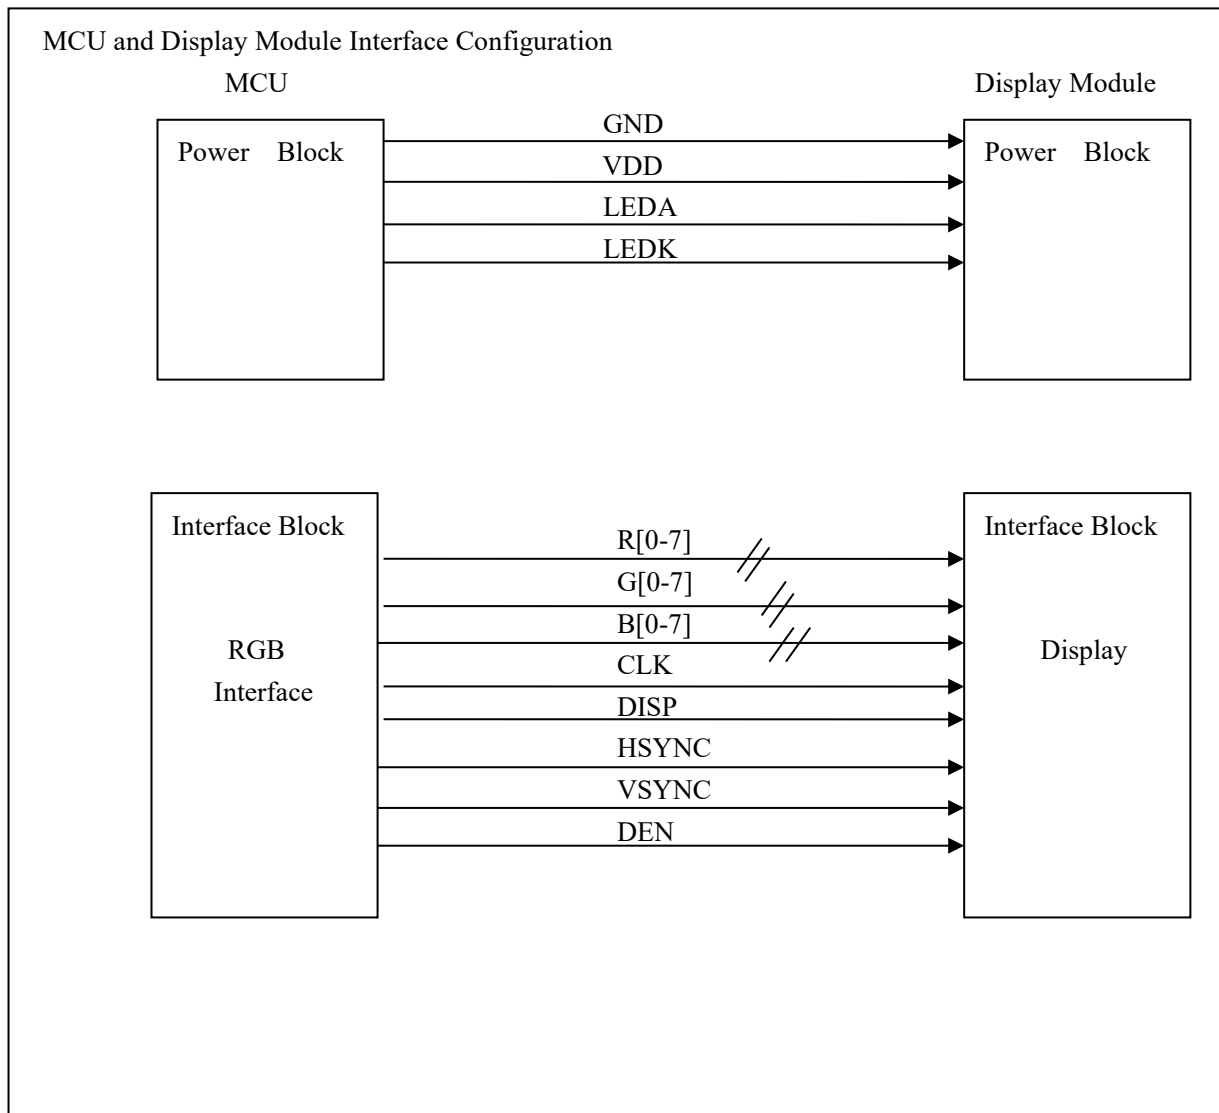 MCU and Display Module Interface Configuration
MCU
Display Module
Power Block
GND
VDD
LEDA
LEDK
Power Block
Interface Block
RGB
Interface
R[0-7]
G[0-7]
B[0-7]
CLK
DISP
HSYNC
VSYNC
DEN
Interface Block
Display